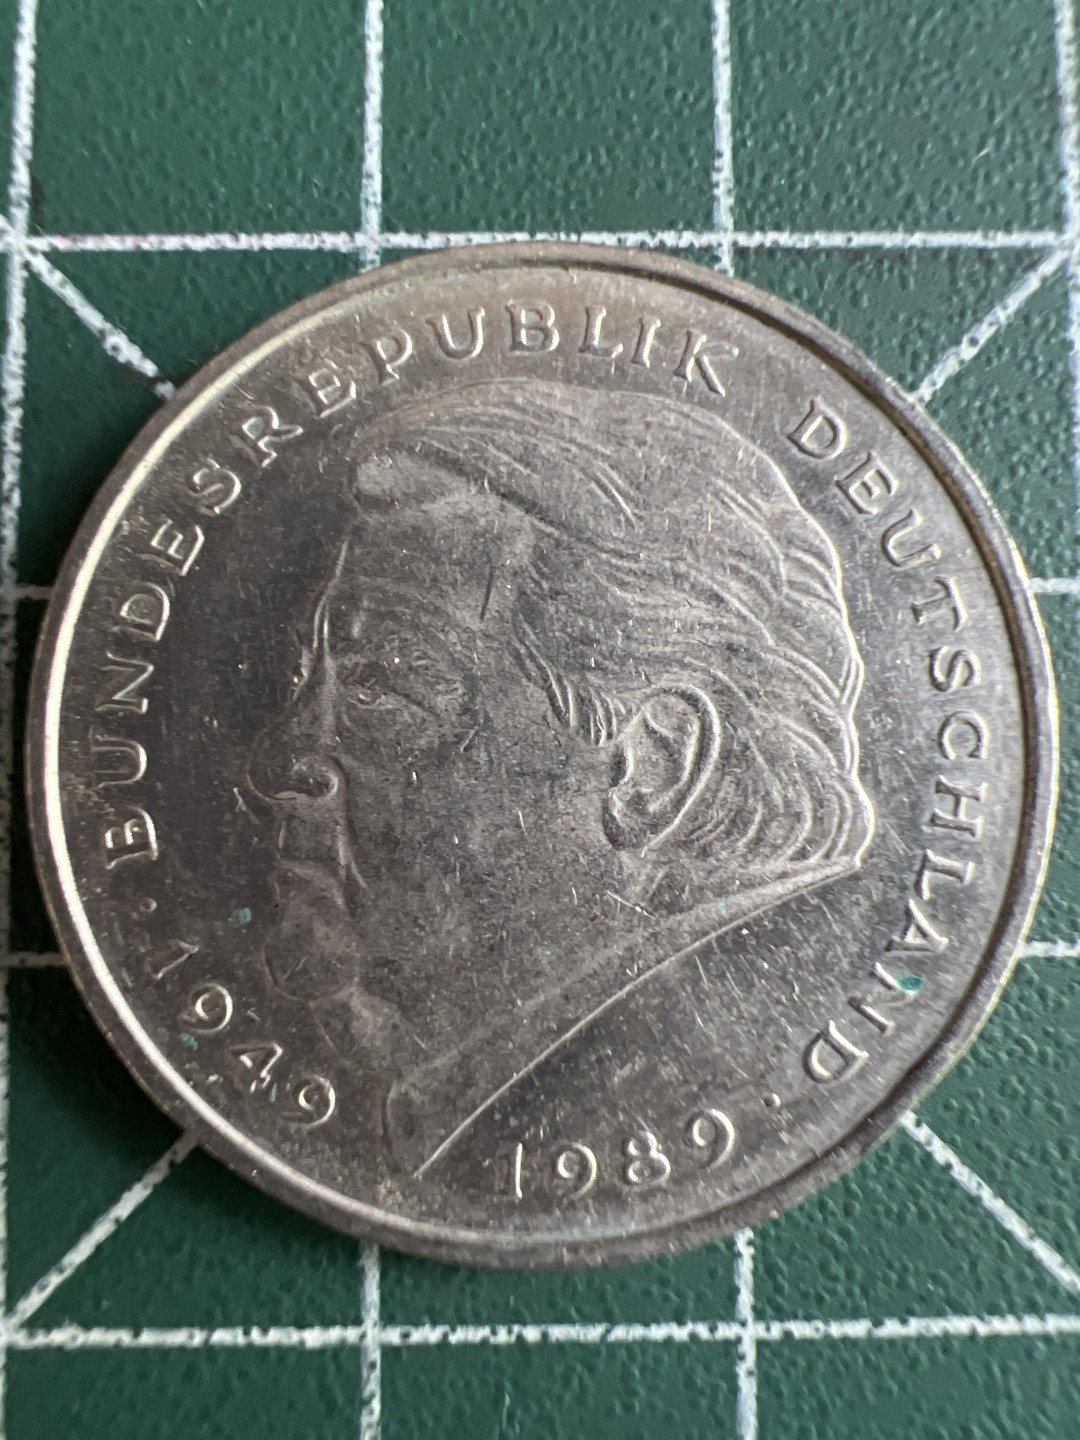 BUNDESREPUBLIK DEUTSCHLAND
· 1949 1989 ·